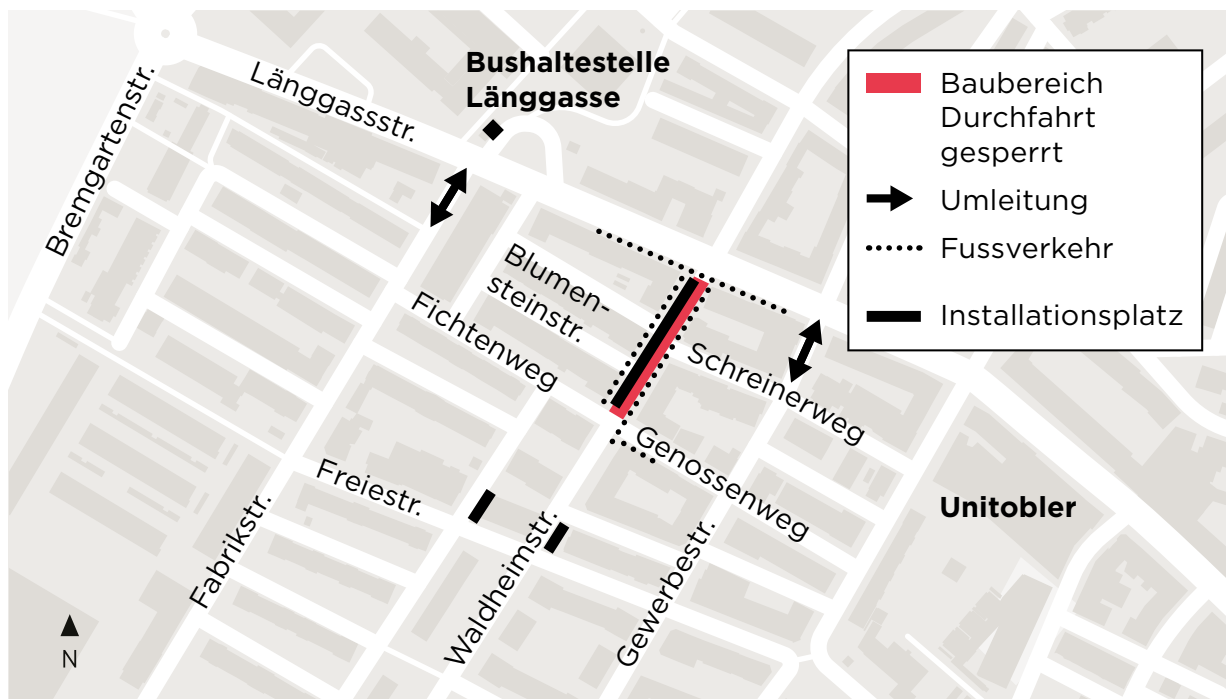 Bushaltestelle
Länggasse
Länggassstr.
Bremgartenstr.
Baubereich
Durchfahrt
gesperrt
Umleitung
Fussverkehr
Installationsplatz
Blumen-
steinstr.
Fichtenweg
Schreinerweg
Genossenweg
Freiestr.
Fabrikstr.
Waldheimstr.
Gewerbestr.
Unitobler
N